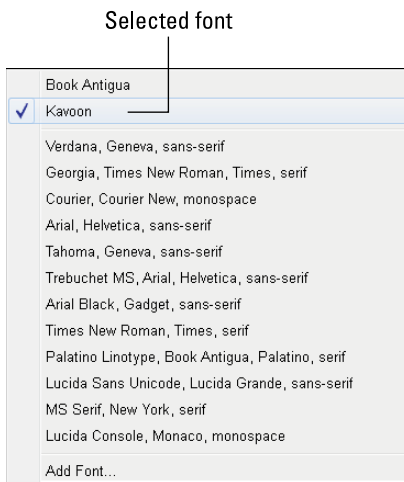 Selected font
Book Antigua
Kavoon
Verdana, Geneva, sans-serif
Georgia, Times New Roman, Times, serif
Courier, Courier New, monospace
Arial, Helvetica, sans-serif
Tahoma, Geneva, sans-serif
Trebuchet MS, Arial, Helvetica, sans-serif
Arial Black, Gadget, sans-serif
Times New Roman, Times, serif
Palatino Linotype, Book Antigua, Palatino, serif
Lucida Sans Unicode, Lucida Grande, sans-serif
MS Serif, New York, serif
Lucida Console, Monaco, monospace
Add Font...